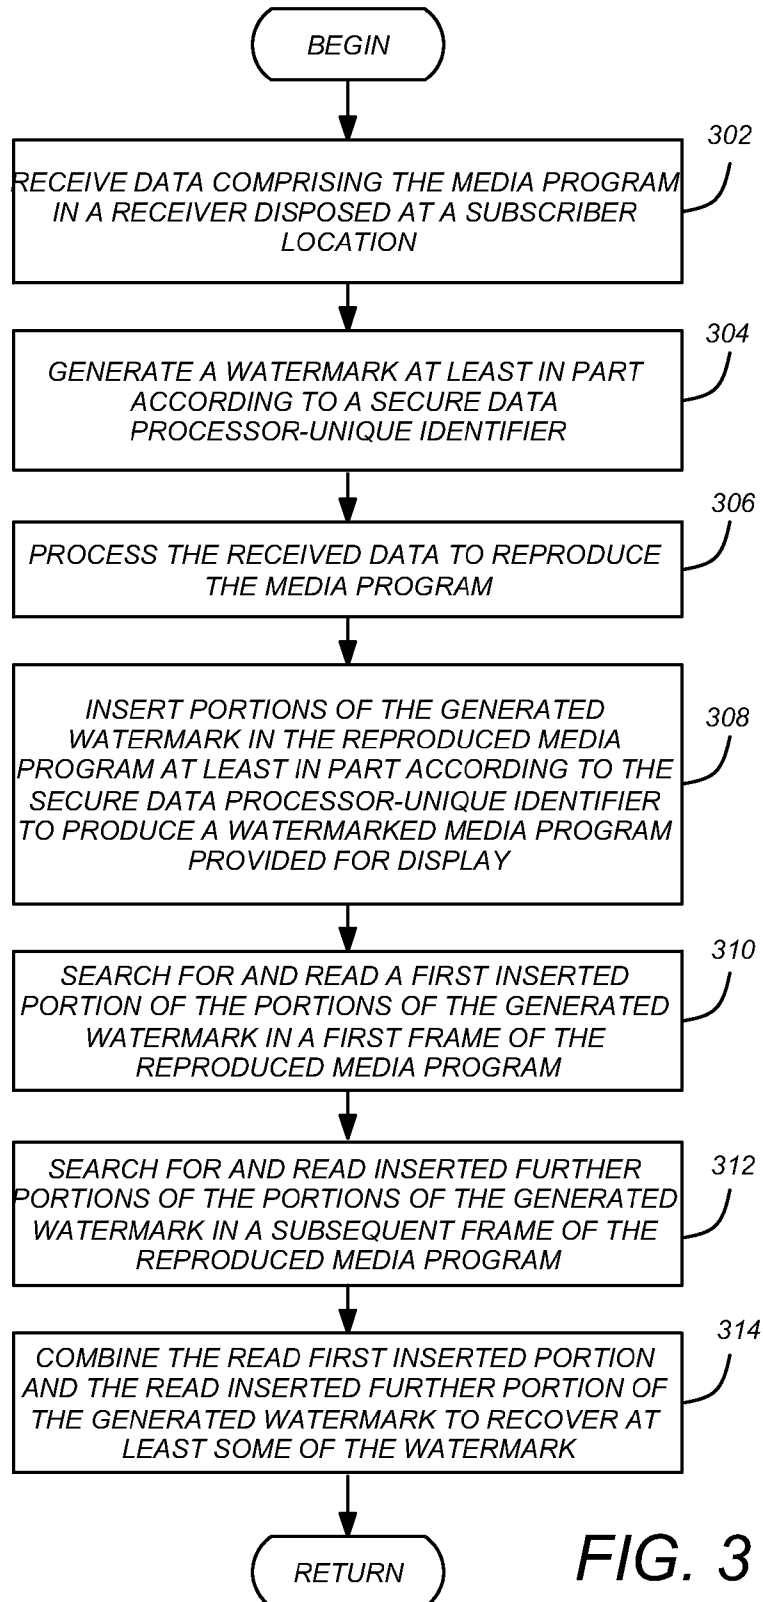 BEGIN
302
RECEIVE DATA COMPRISING THE MEDIA PROGRAM
IN A RECEIVER DISPOSED AT A SUBSCRIBER
LOCATION
304
GENERATE A WATERMARK AT LEAST IN PART
ACCORDING TO A SECURE DATA
PROCESSOR-UNIQUE IDENTIFIER
306
PROCESS THE RECEIVED DATA TO REPRODUCE
THE MEDIA PROGRAM
308
INSERT PORTIONS OF THE GENERATED
WATERMARK IN THE REPRODUCED MEDIA
PROGRAM AT LEAST IN PART ACCORDING TO THE
SECURE DATA PROCESSOR-UNIQUE IDENTIFIER
TO PRODUCE A WATERMARKED MEDIA PROGRAM
PROVIDED FOR DISPLAY
310
SEARCH FOR AND READ A FIRST INSERTED
PORTION OF THE PORTIONS OF THE GENERATED
WATERMARK IN A FIRST FRAME OF THE
REPRODUCED MEDIA PROGRAM
312
SEARCH FOR AND READ INSERTED FURTHER
PORTIONS OF THE PORTIONS OF THE GENERATED
WATERMARK IN A SUBSEQUENT FRAME OF THE
REPRODUCED MEDIA PROGRAM
314
COMBINE THE READ FIRST INSERTED PORTION
AND THE READ INSERTED FURTHER PORTION OF
THE GENERATED WATERMARK TO RECOVER AT
LEAST SOME OF THE WATERMARK
RETURN
FIG. 3